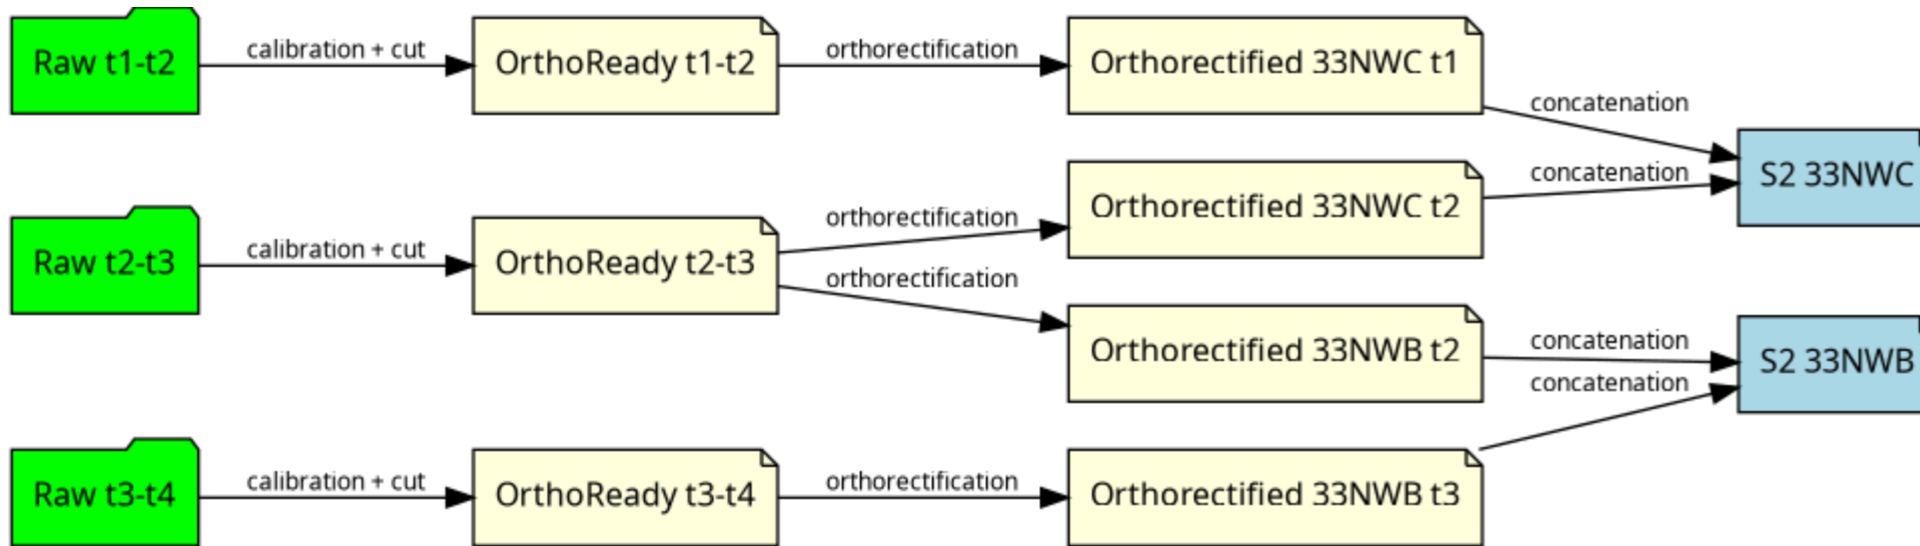 Raw t1-t2
calibration + cut
OrthoReady t1-t2
orthorectification
Orthorectified 33NWC t1
concatenation
S2 33NWC
Raw t2-t3
calibration + cut
OrthoReady t2-t3
orthorectification
Orthorectified 33NWC t2
concatenation
orthorectification
Orthorectified 33NWB t2
concatenation
S2 33NWB
Raw t3-t4
calibration + cut
OrthoReady t3-t4
orthorectification
Orthorectified 33NWB t3
concatenation